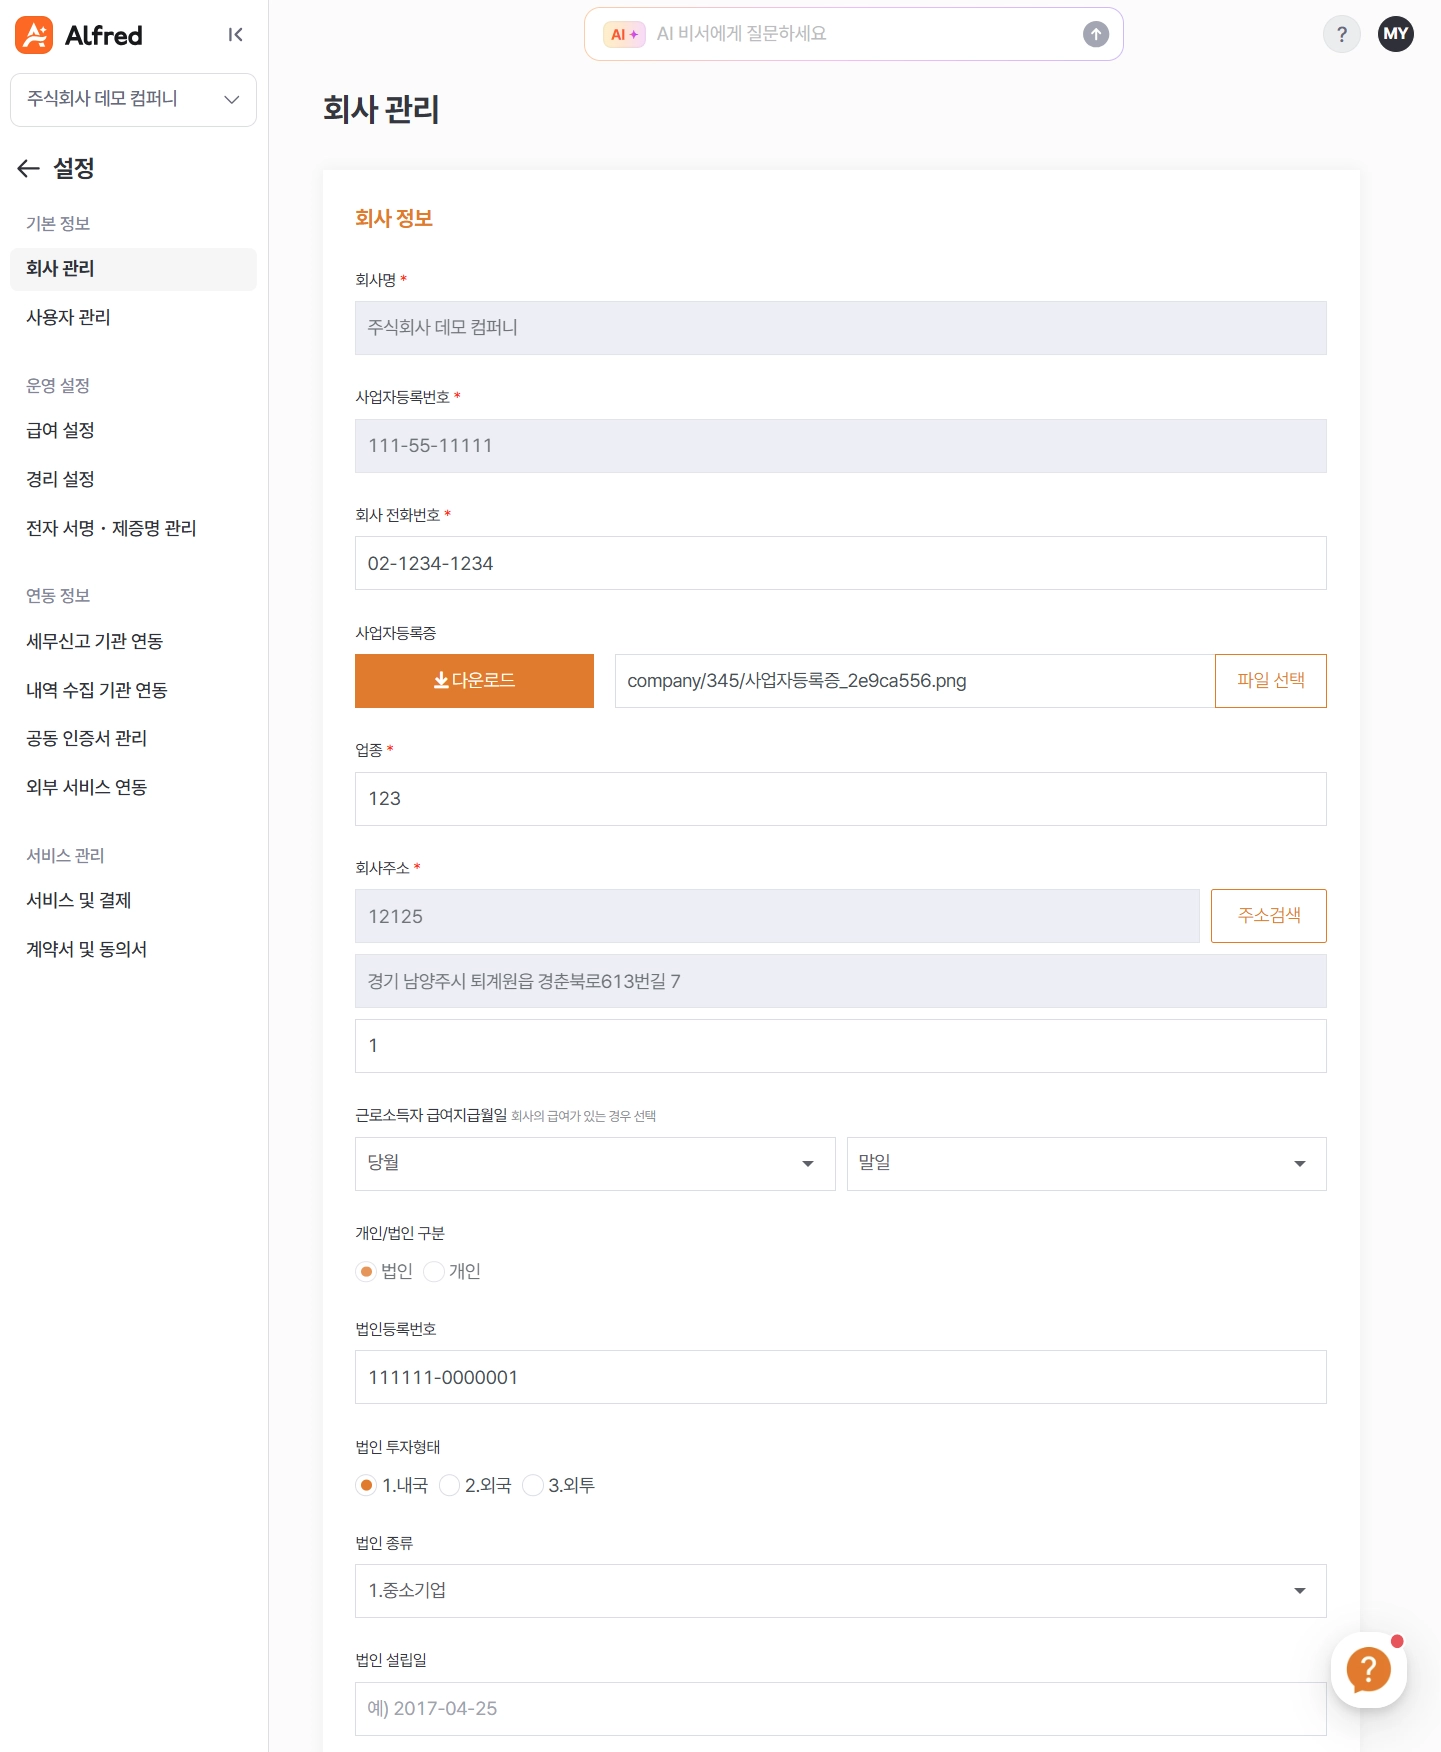 Alfred
AI
AI 비서에게 질문하세요
?
MY
주식회사 데모 컴퍼니
설정
기본 정보
회사 관리
사용자 관리
운영 설정
급여 설정
경리 설정
전자 서명・제증명 관리
연동 정보
세무신고 기관 연동
내역 수집 기관 연동
공동 인증서 관리
외부 서비스 연동
서비스 관리
서비스 및 결제
계약서 및 동의서
회사 관리
회사 정보
회사명 *
주식회사 데모 컴퍼니
사업자등록번호 *
111-55-11111
회사 전화번호 *
02-1234-1234
사업자등록증
다운로드 company/345/사업자등록증_2e9ca556.png 파일 선택
업종 *
123
회사주소 *
12125 주소검색
경기 남양주시 퇴계원읍 경춘북로613번길 7
1
근로소득자 급여지급월일 회사의 급여가 있는 경우 선택
당월 말일
개인/법인 구분
법인 개인
법인등록번호
111111-0000001
법인 투자형태
1.내국 2.외국 3.외투
법인 종류
1.중소기업
법인 설립일
예) 2017-04-25
?